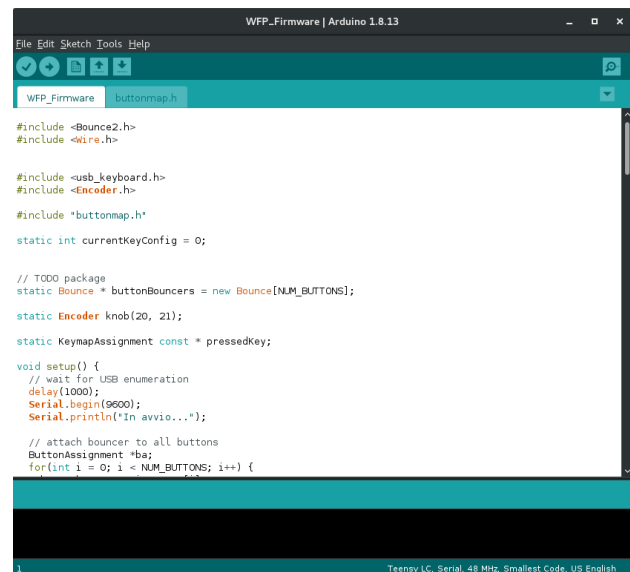 WFP_Firmware | Arduino 1.8.13
File Edit Sketch Tools Help
WFP_Firmware buttonmap.h
#include <Bounce2.h>
#include <Wire.h>
#include <usb_keyboard.h>
#include <Encoder.h>
#include "buttonmap.h"
static int currentKeyConfig = 0;
// TODO package
static Bounce * buttonBouncers = new Bounce[NUM_BUTTONS];
static Encoder knob(20, 21);
static KeymapAssignment const * pressedKey;
void setup() {
// wait for USB enumeration
delay(1000);
Serial.begin(9600);
Serial.println("In avvio...");
// attach bouncer to all buttons
ButtonAssignment *ba;
for(int i = 0; i < NUM_BUTTONS; i++) {
1 Teensy LC, Serial, 48 MHz, Smallest Code, US English